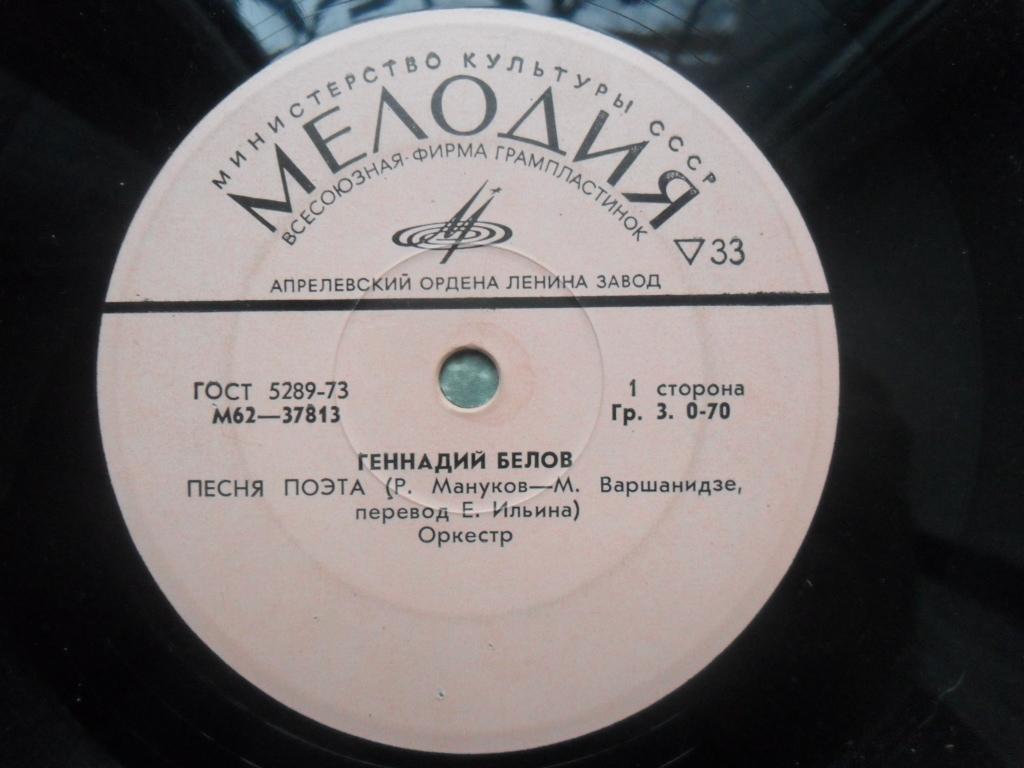 МИНИСТЕРСТВО КУЛЬТУРЫ СССР
МЕЛОДИЯ
ВСЕСОЮЗНАЯ·ФИРМА ГРАМПЛАСТИНОК
▽33
АПРЕЛЕВСКИЙ ОРДЕНА ЛЕНИНА ЗАВОД
ГОСТ 5289-73
М62—37813
1 сторона
Гр. 3. 0-70
ГЕННАДИЙ БЕЛОВ
ПЕСНЯ ПОЭТА (Р. Мануков—М. Варшанидзе,
перевод Е. Ильина)
Оркестр